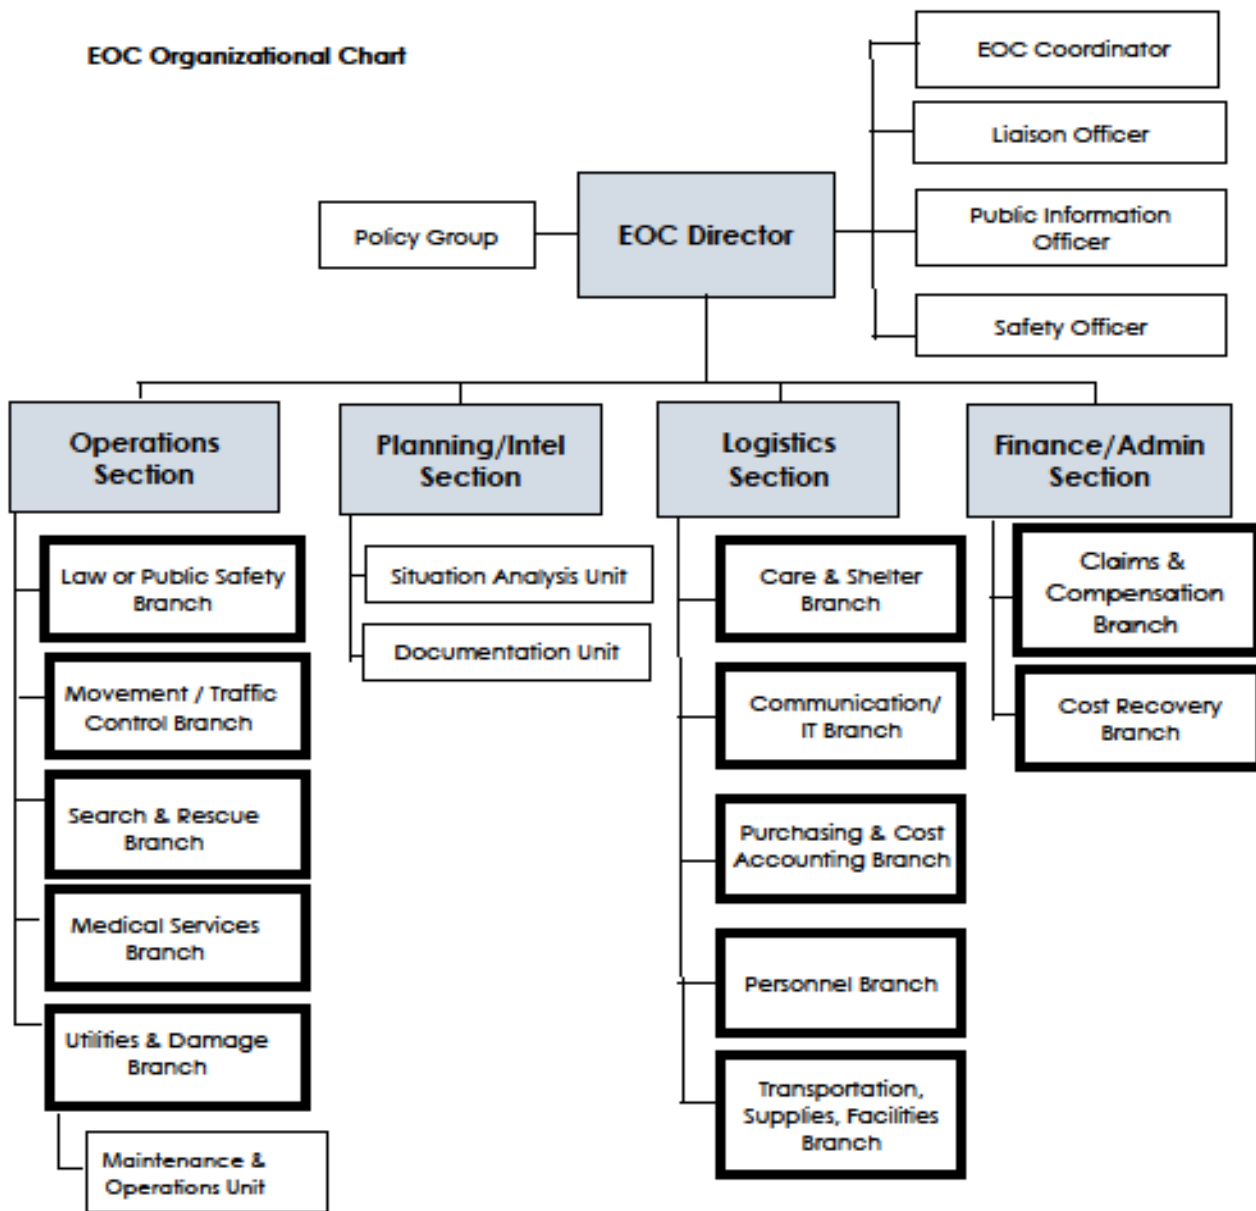 EOC Organizational Chart
EOC Coordinator
Liaison Officer
Public Information
Officer
Safety Officer
Policy Group
EOC Director
Operations
Section
Planning/Intel
Section
Logistics
Section
Finance/Admin
Section
Law or Public Safety
Branch
Movement / Traffic
Control Branch
Search & Rescue
Branch
Medical Services
Branch
Utilities & Damage
Branch
Maintenance &
Operations Unit
Situation Analysis Unit
Documentation Unit
Care & Shelter
Branch
Communication/
IT Branch
Purchasing & Cost
Accounting Branch
Personnel Branch
Transportation,
Supplies, Facilities
Branch
Claims &
Compensation
Branch
Cost Recovery
Branch